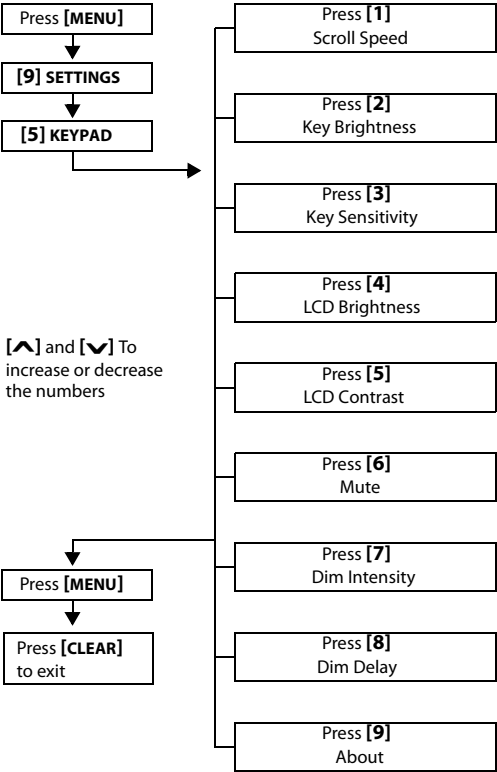 Press [MENU]
[9] SETTINGS
[5] KEYPAD
[∧] and [∨] To
increase or decrease
the numbers
Press [MENU]
Press [CLEAR]
to exit
Press [1]
Scroll Speed
Press [2]
Key Brightness
Press [3]
Key Sensitivity
Press [4]
LCD Brightness
Press [5]
LCD Contrast
Press [6]
Mute
Press [7]
Dim Intensity
Press [8]
Dim Delay
Press [9]
About